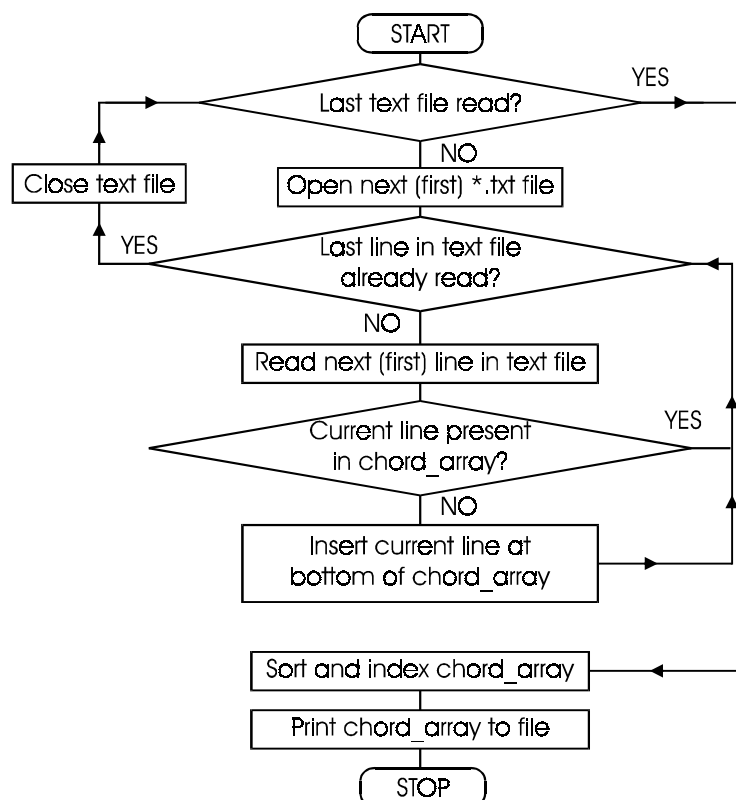 START
Last text file read?
YES
NO
Close text file
Open next (first) *.txt file
Last line in text file
already read?
YES
NO
Read next (first) line in text file
Current line present
in chord_array?
YES
NO
Insert current line at
bottom of chord_array
Sort and index chord_array
Print chord_array to file
STOP